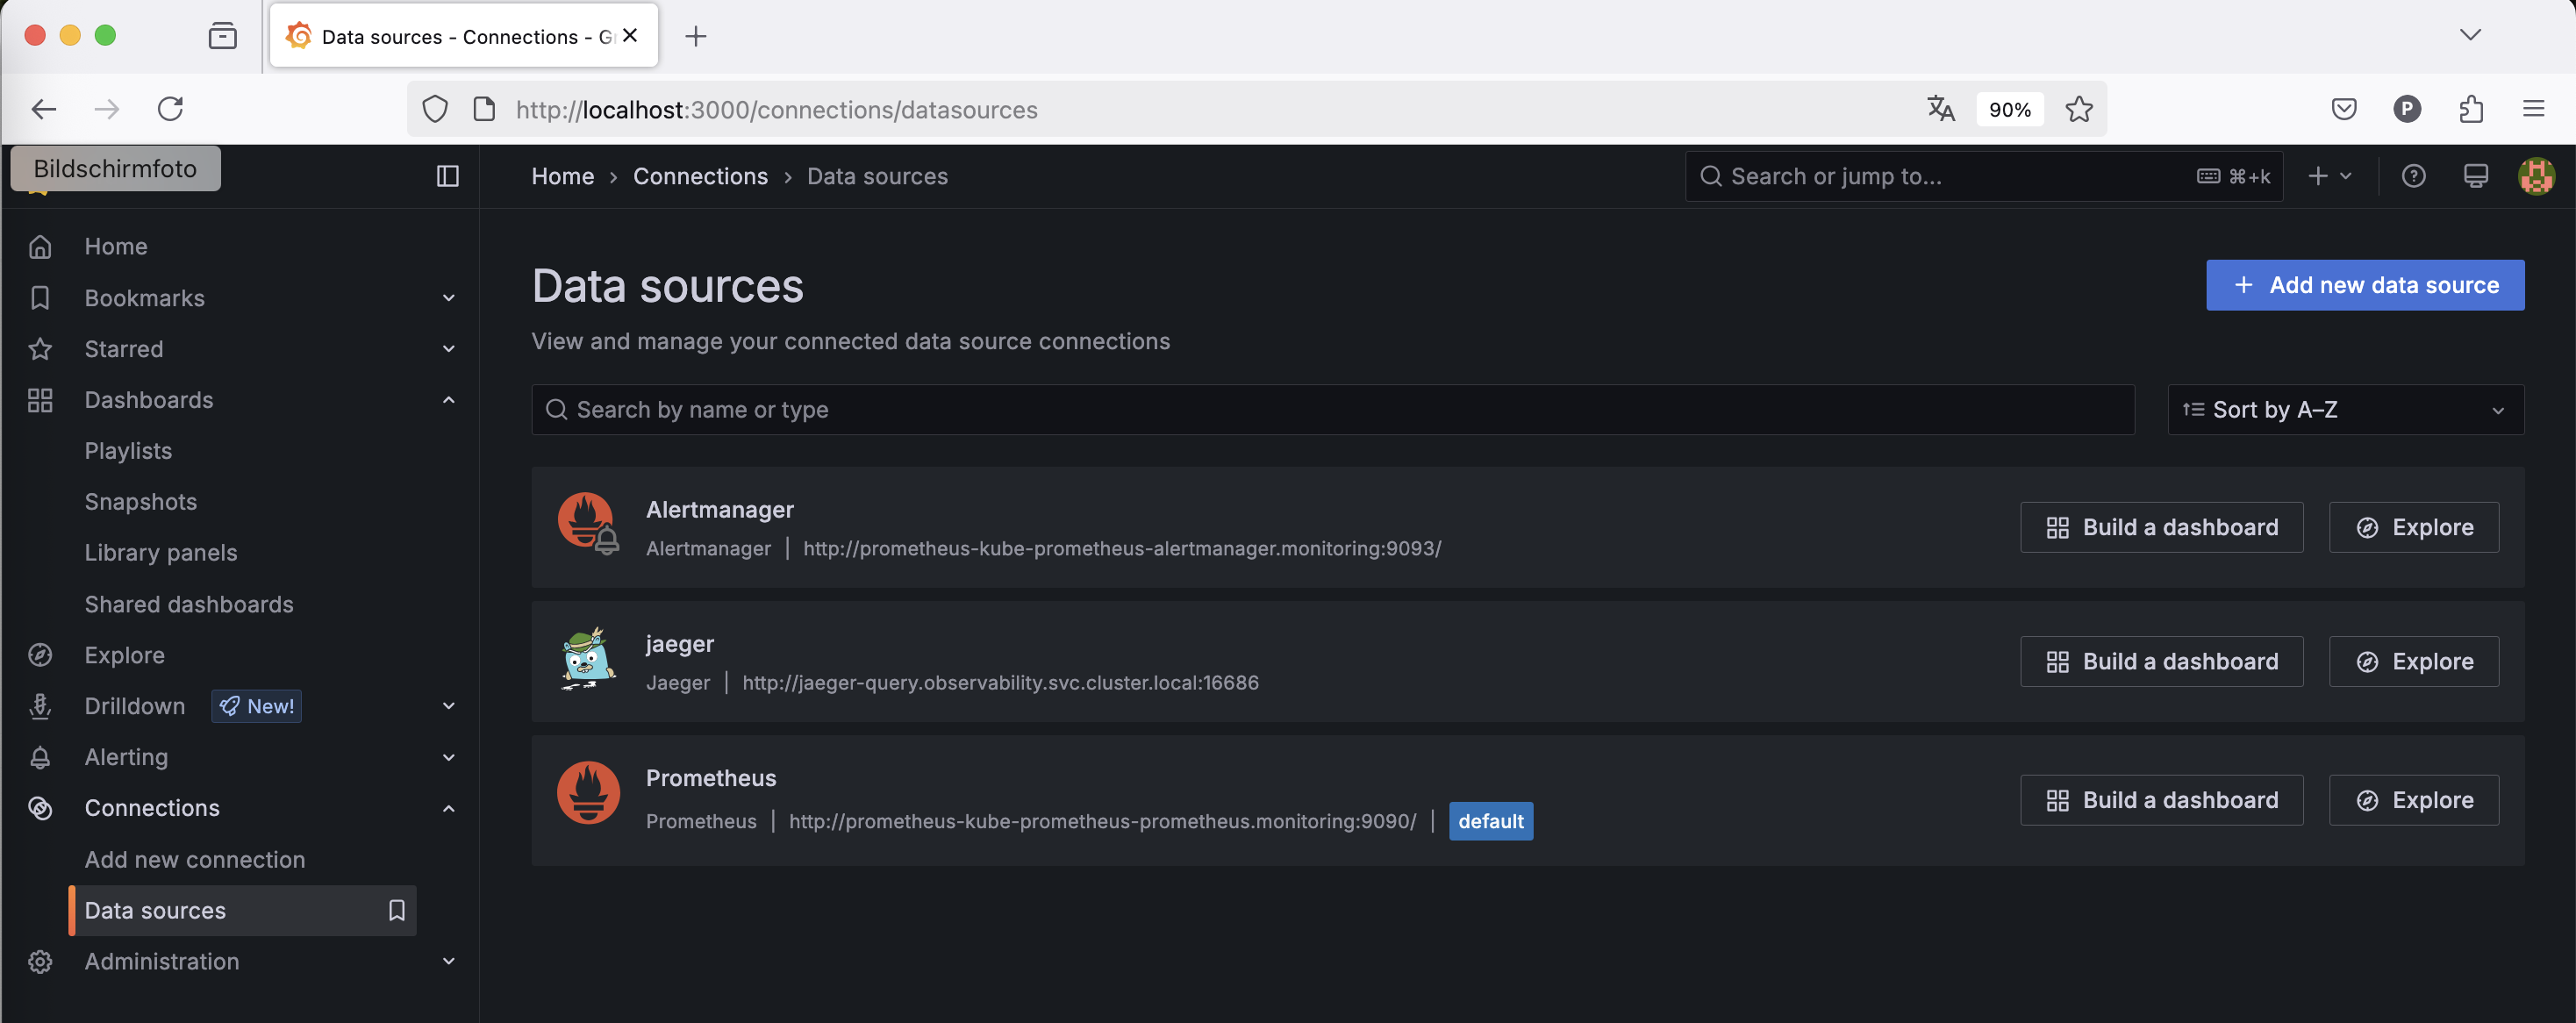 Data sources - Connections - G
http://localhost:3000/connections/datasources
90%
P
Bildschirmfoto
Home › Connections › Data sources
Search or jump to...
⌘+k
Home
Bookmarks
Starred
Dashboards
Playlists
Snapshots
Library panels
Shared dashboards
Explore
Drilldown
New!
Alerting
Connections
Add new connection
Data sources
Administration
Data sources
+ Add new data source
View and manage your connected data source connections
Search by name or type
Sort by A–Z
Alertmanager
Alertmanager | http://prometheus-kube-prometheus-alertmanager.monitoring:9093/
Build a dashboard
Explore
jaeger
Jaeger | http://jaeger-query.observability.svc.cluster.local:16686
Build a dashboard
Explore
Prometheus
Prometheus | http://prometheus-kube-prometheus-prometheus.monitoring:9090/ | default
Build a dashboard
Explore